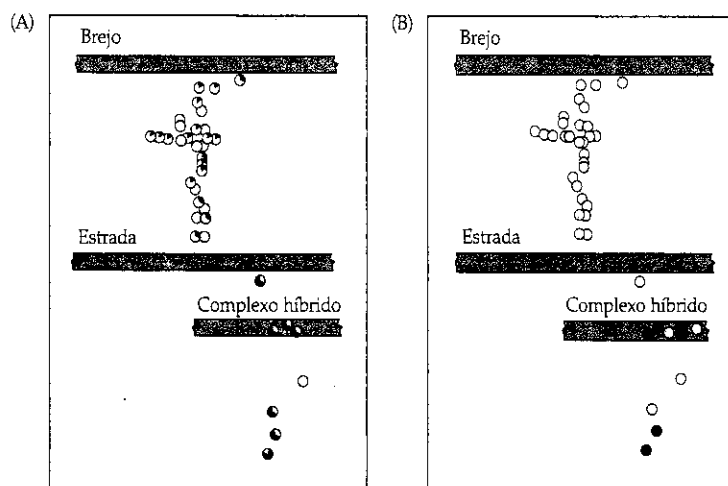 (A)
Brejo
Estrada
Complexo híbrido
(B)
Brejo
Estrada
Complexo híbrido